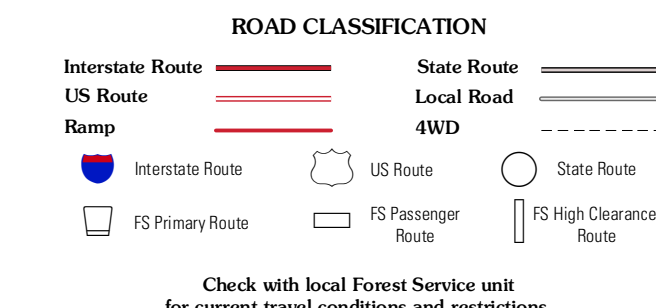 ROAD CLASSIFICATION
Interstate Route
State Route
US Route
Local Road
Ramp
4WD
Interstate Route
US Route
State Route
FS Primary Route
FS Passenger
Route
FS High Clearance
Route
Check with local Forest Service unit
for current travel conditions and restrictions